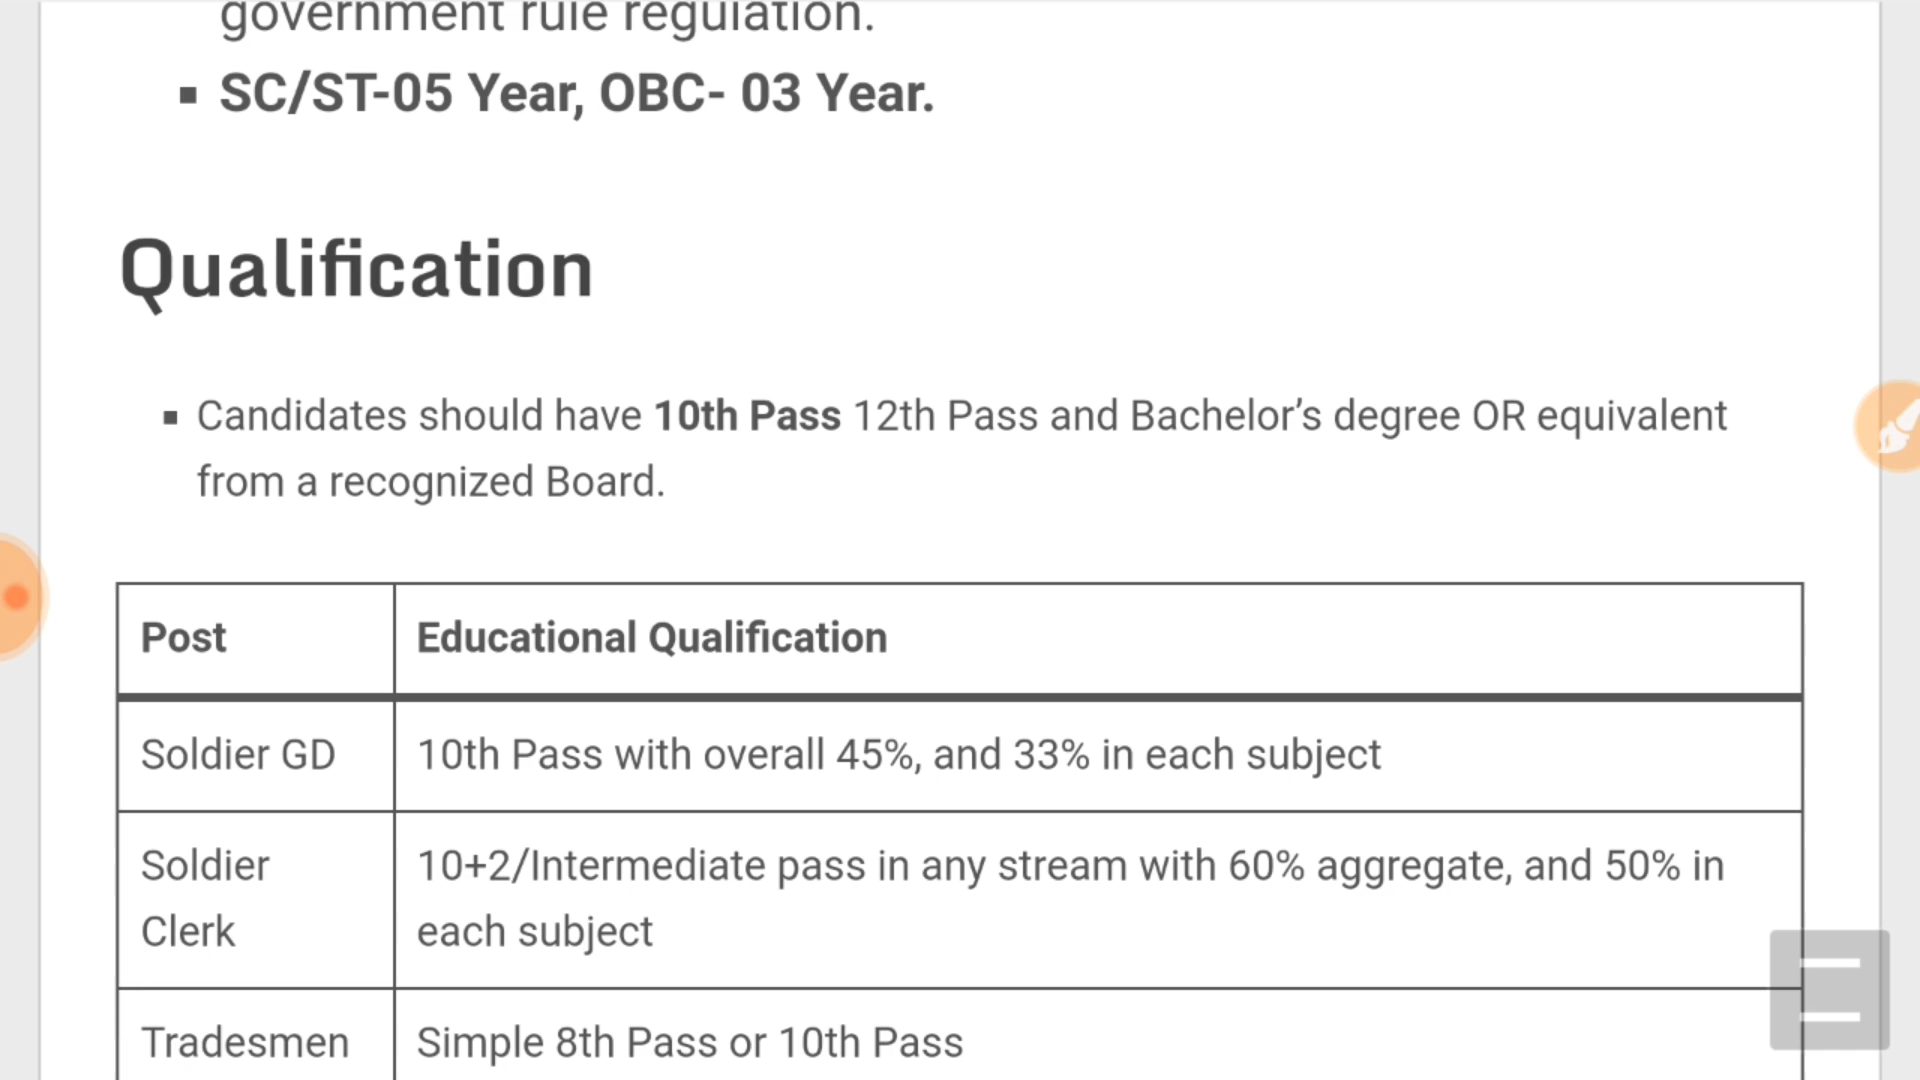 government rule regulation.
SC/ST-05 Year, OBC- 03 Year.
Qualification
Candidates should have 10th Pass 12th Pass and Bachelor’s degree OR equivalent
from a recognized Board.
Post Educational Qualification
Soldier GD 10th Pass with overall 45%, and 33% in each subject
Soldier Clerk 10+2/Intermediate pass in any stream with 60% aggregate, and 50% in
each subject
Tradesmen Simple 8th Pass or 10th Pass